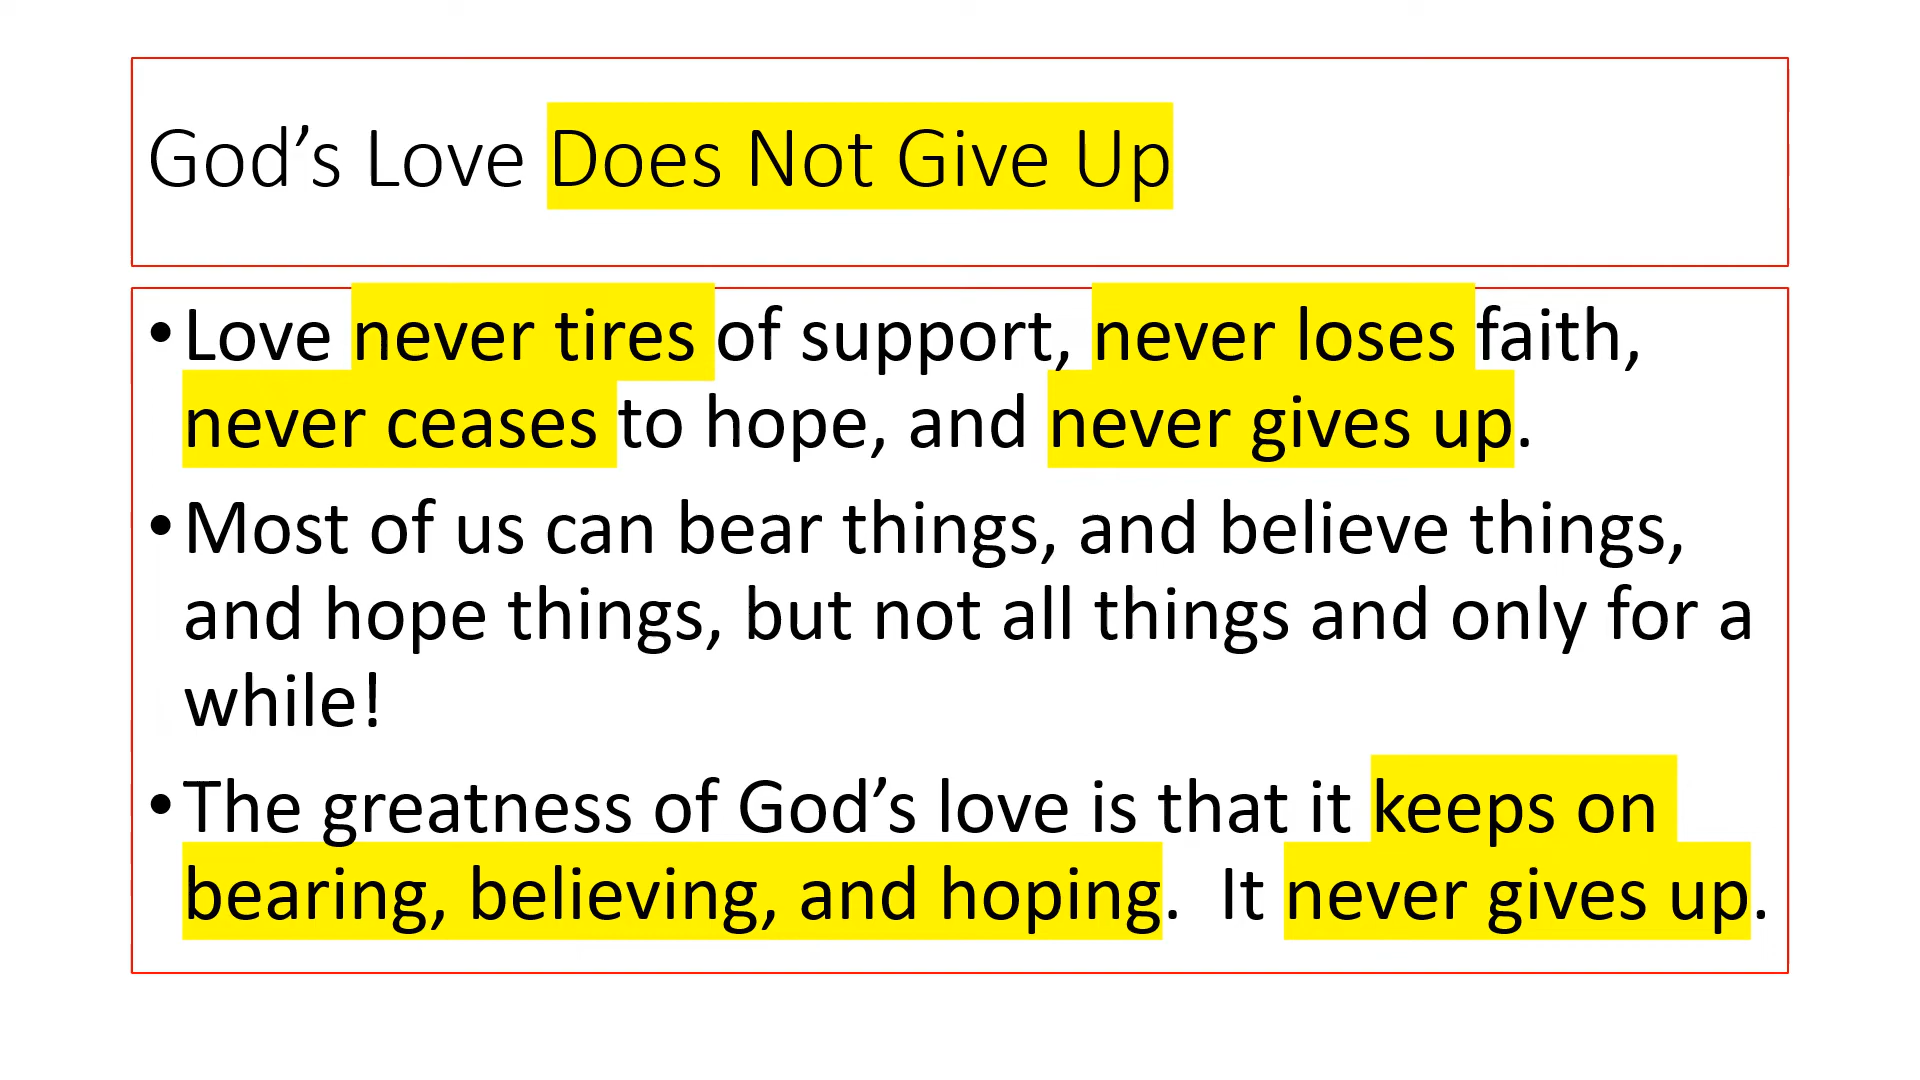 God’s Love Does Not Give Up
•Love never tires of support, never loses faith,
never ceases to hope, and never gives up.
•Most of us can bear things, and believe things,
and hope things, but not all things and only for a
while!
•The greatness of God’s love is that it keeps on
bearing, believing, and hoping.  It never gives up.